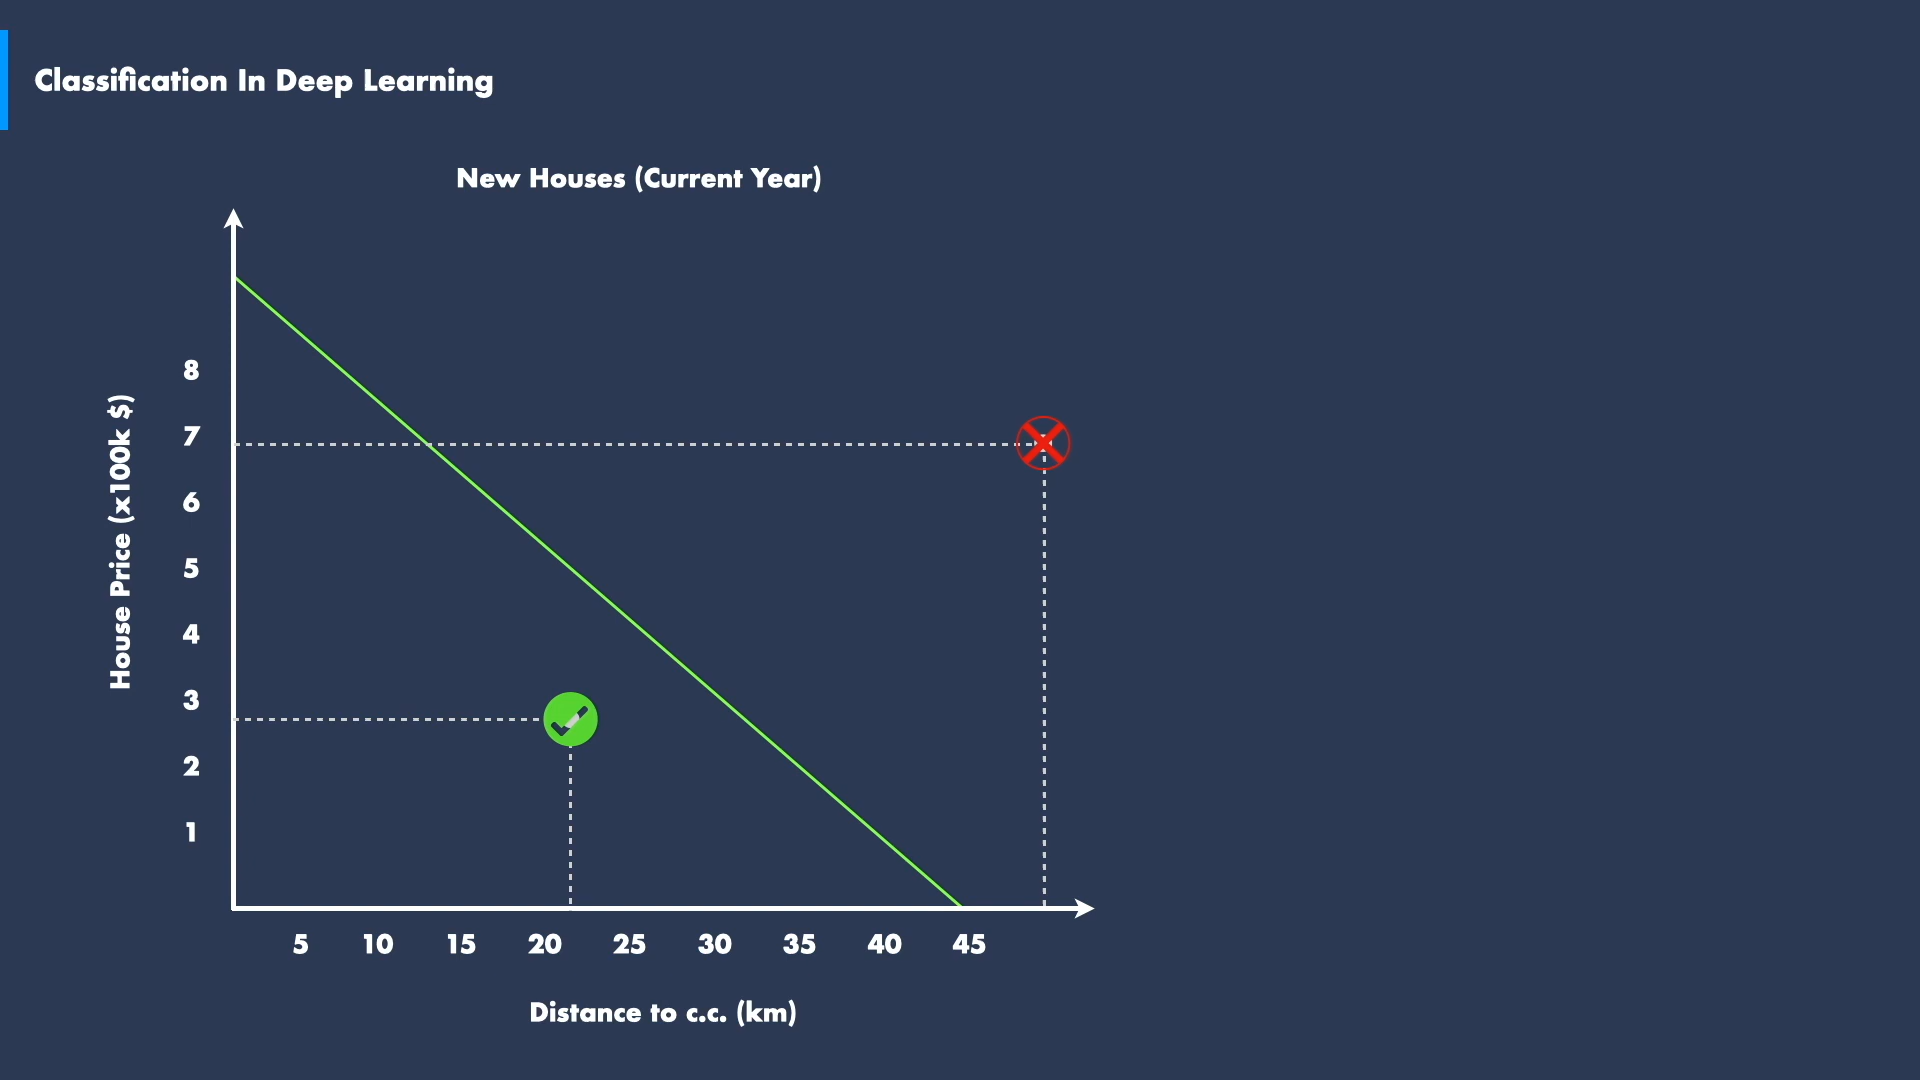 Classification In Deep Learning
New Houses (Current Year)
House Price (x100k $)
8
7
6
5
4
3
2
1
5 10 15 20 25 30 35 40 45
Distance to c.c. (km)